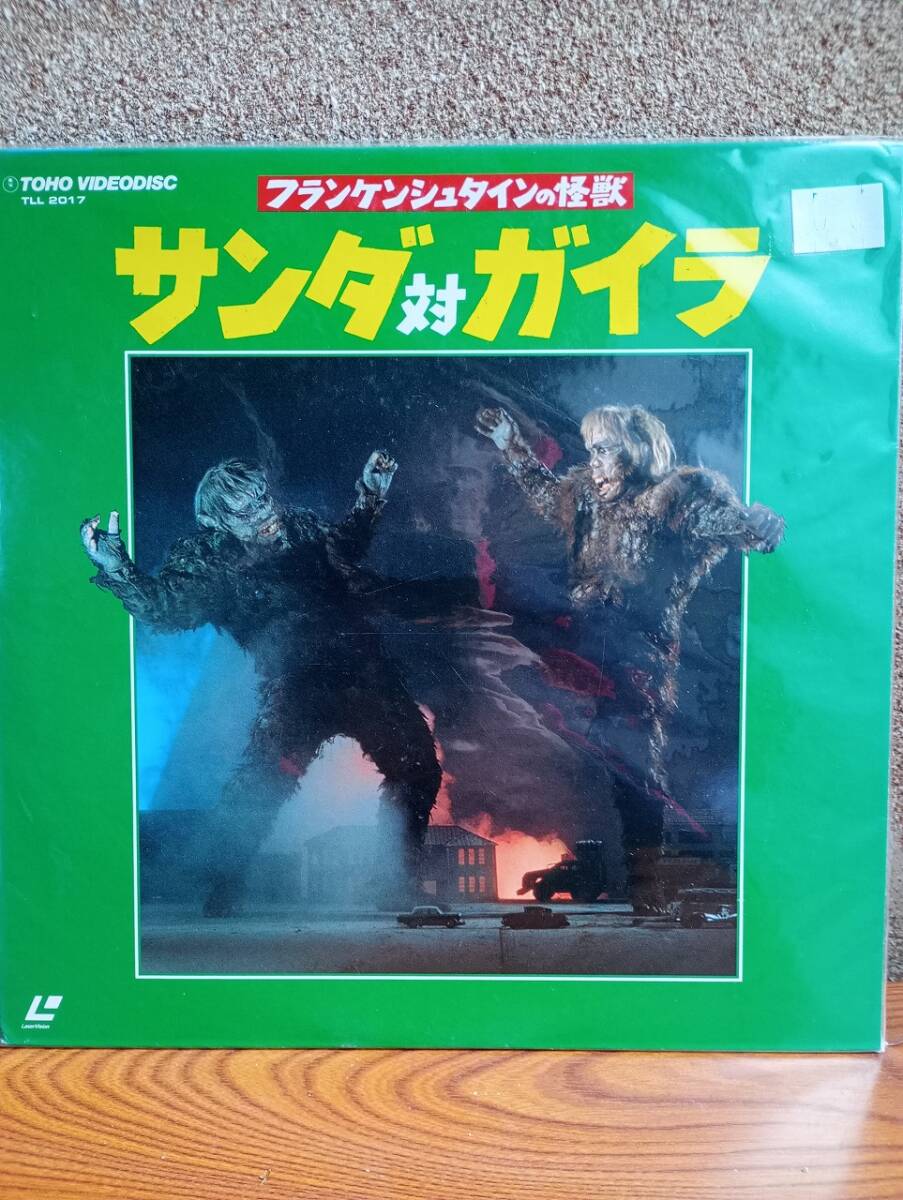 TOHO VIDEODISC
TLL 2017
フランケンシュタインの怪獣
サンダ対ガイラ
LaserVision